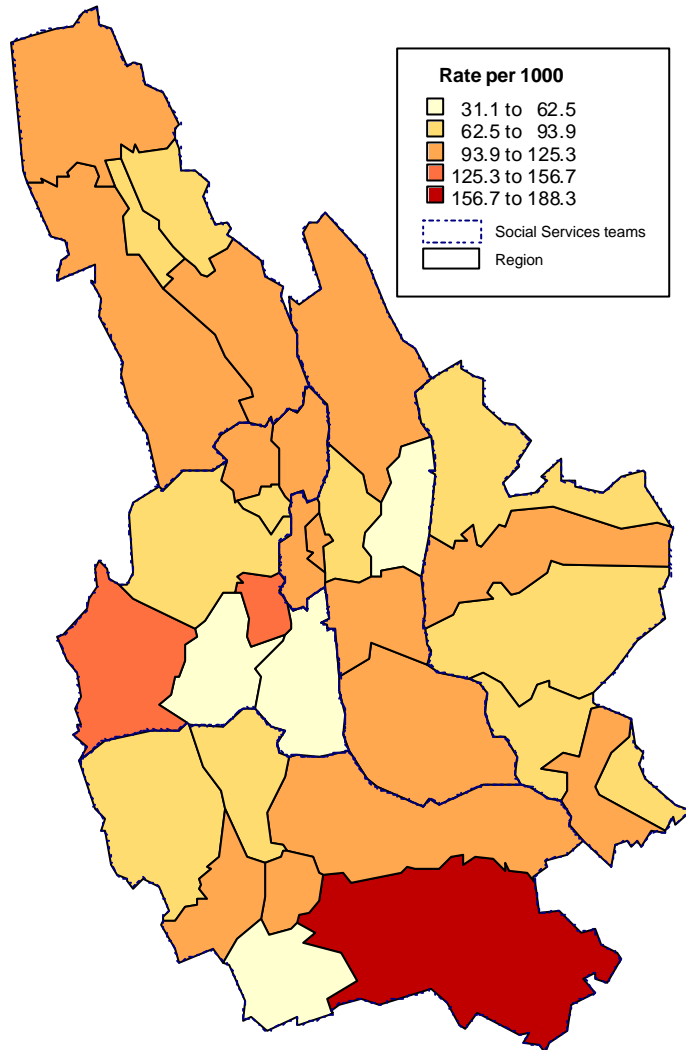 Rate per 1000
31.1 to 62.5
62.5 to 93.9
93.9 to 125.3
125.3 to 156.7
156.7 to 188.3
Social Services teams
Region